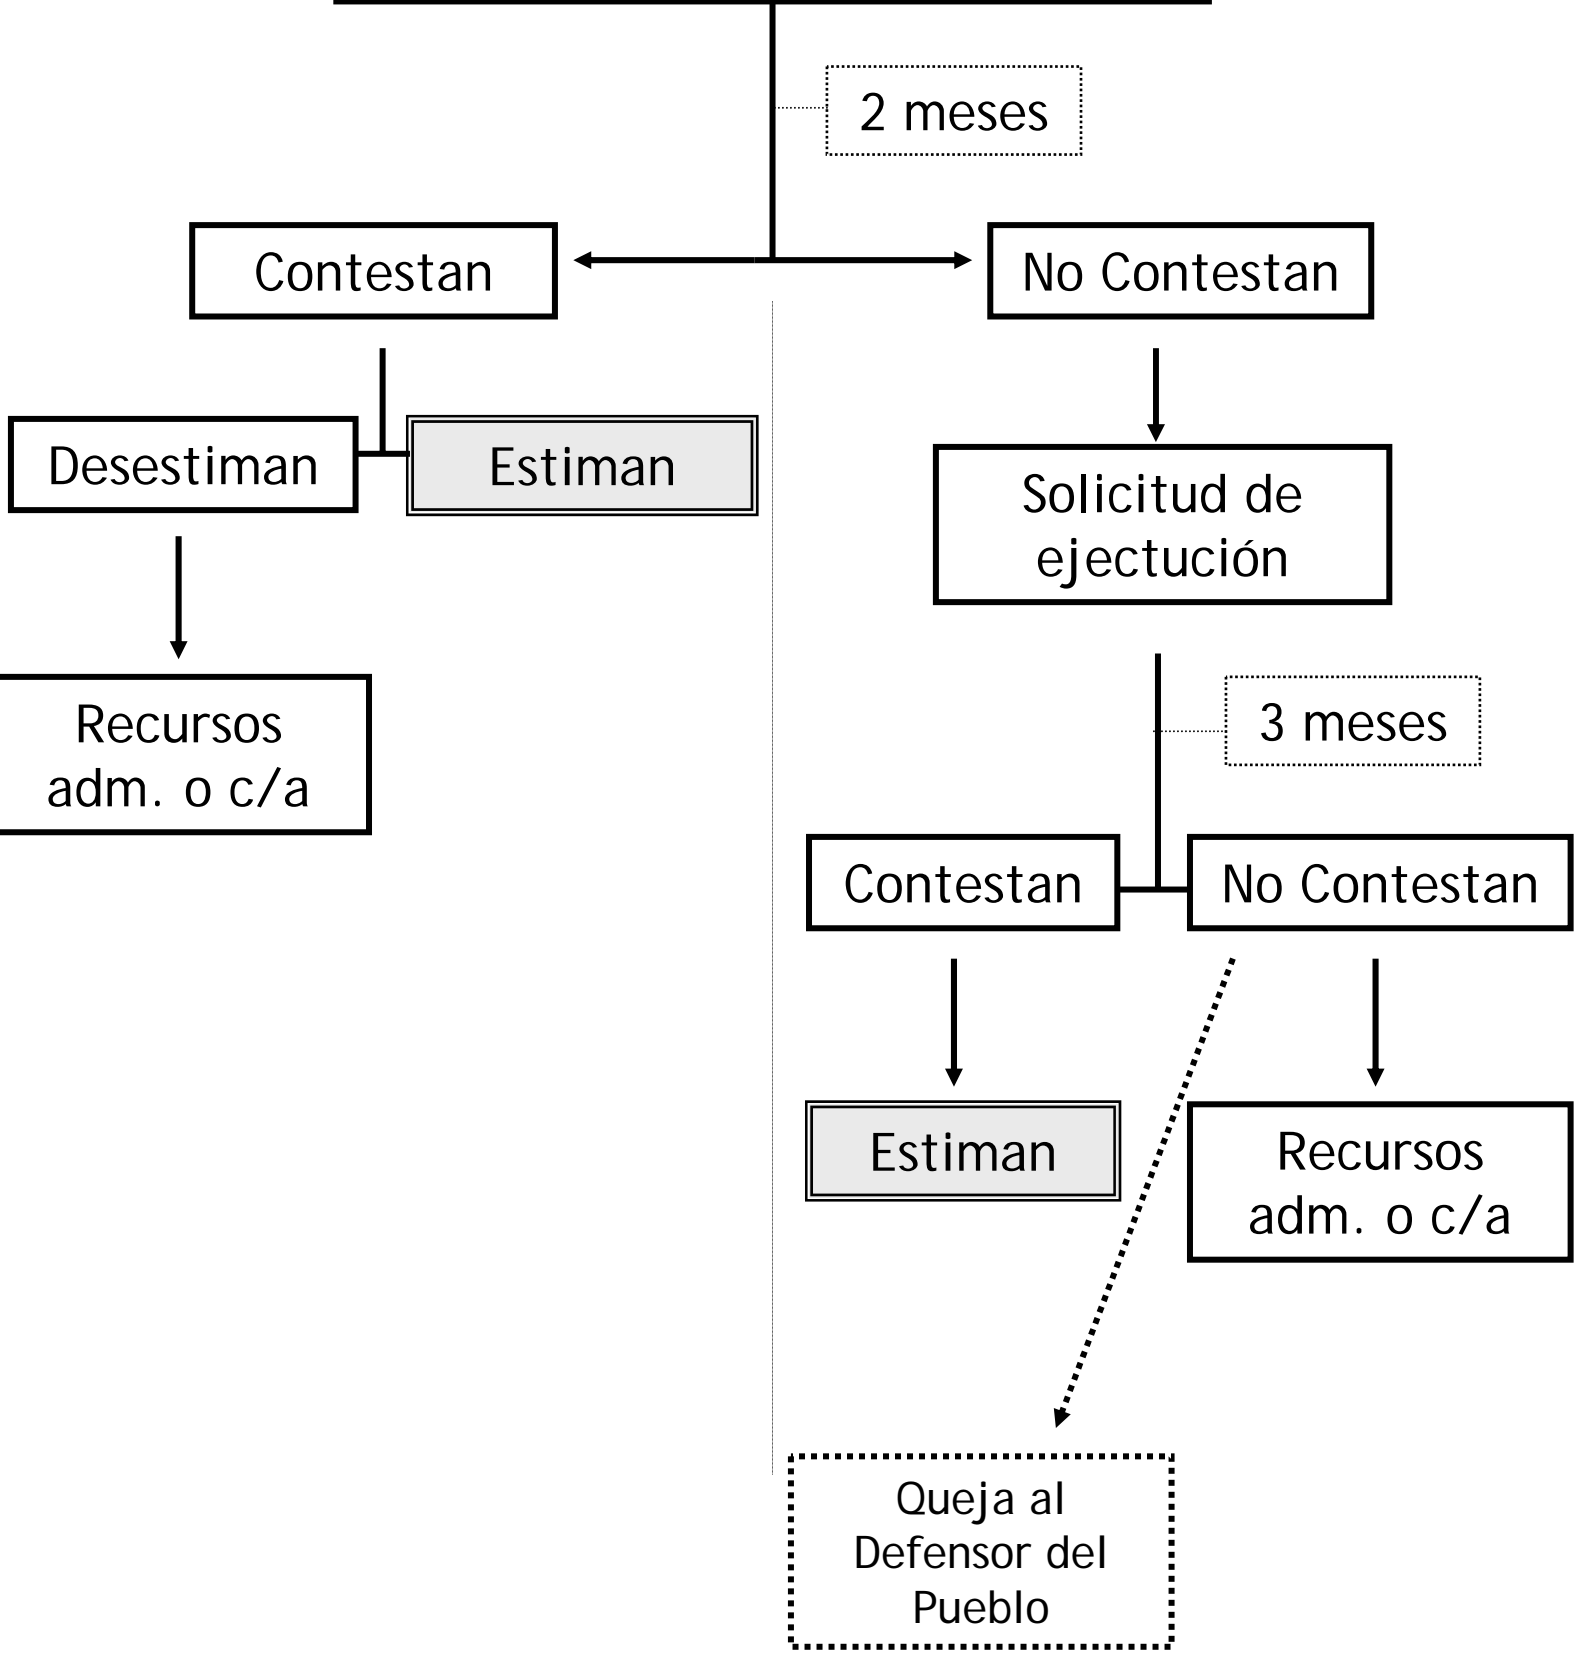 2 meses
Contestan
No Contestan
Desestiman
Estiman
Solicitud de
ejectución
Recursos
adm. o c/a
3 meses
Contestan
No Contestan
Estiman
Recursos
adm. o c/a
Queja al
Defensor del
Pueblo